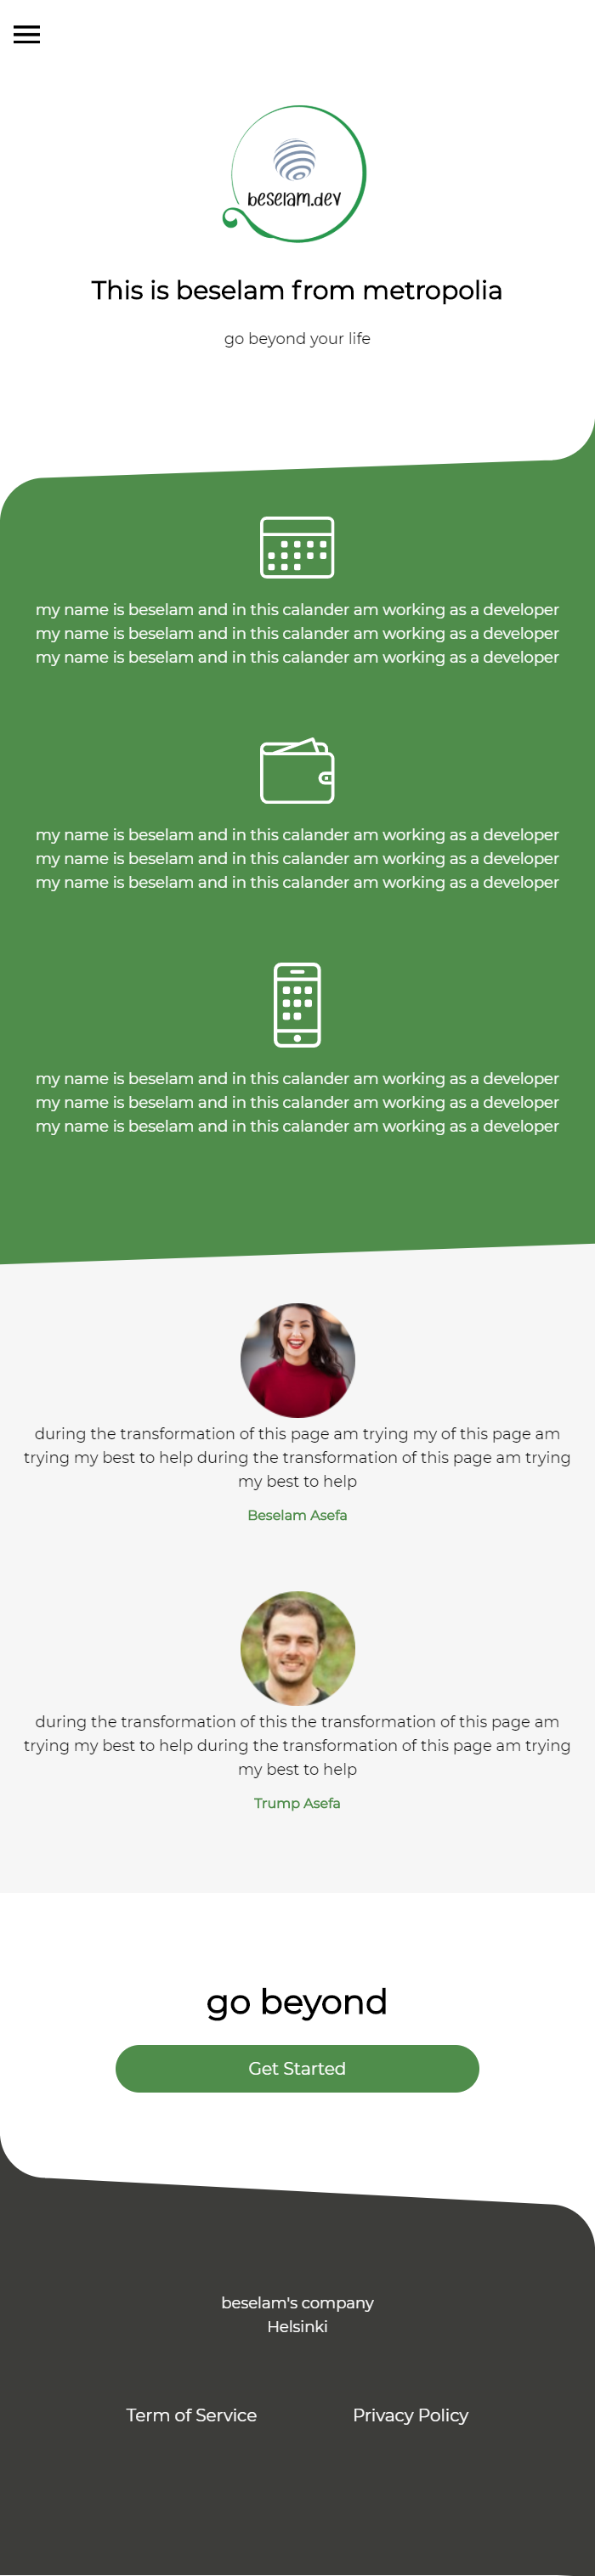 beselam.dev
This is beselam from metropolia
go beyond your life
my name is beselam and in this calander am working as a developer
my name is beselam and in this calander am working as a developer
my name is beselam and in this calander am working as a developer
my name is beselam and in this calander am working as a developer
my name is beselam and in this calander am working as a developer
my name is beselam and in this calander am working as a developer
my name is beselam and in this calander am working as a developer
my name is beselam and in this calander am working as a developer
my name is beselam and in this calander am working as a developer
during the transformation of this page am trying my of this page am
trying my best to help during the transformation of this page am trying
my best to help
Beselam Asefa
during the transformation of this the transformation of this page am
trying my best to help during the transformation of this page am trying
my best to help
Trump Asefa
go beyond
Get Started
beselam's company
Helsinki
Term of Service Privacy Policy